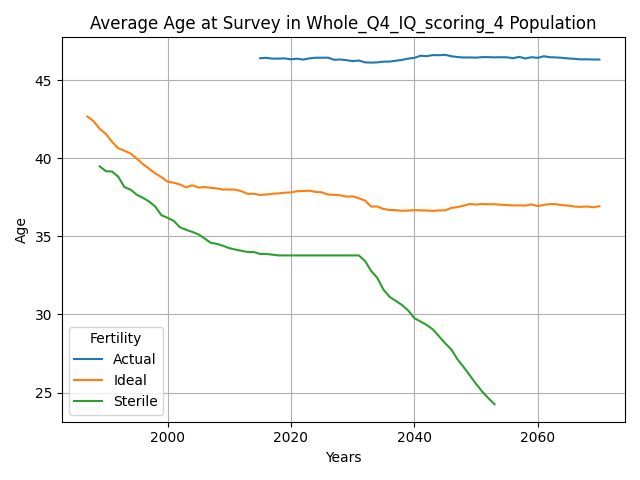 Average Age at Survey in Whole_Q4_IQ_scoring_4 Population
Age
45
40
35
30
25
Fertility
Actual
Ideal
Sterile
2000
2020
2040
2060
Years